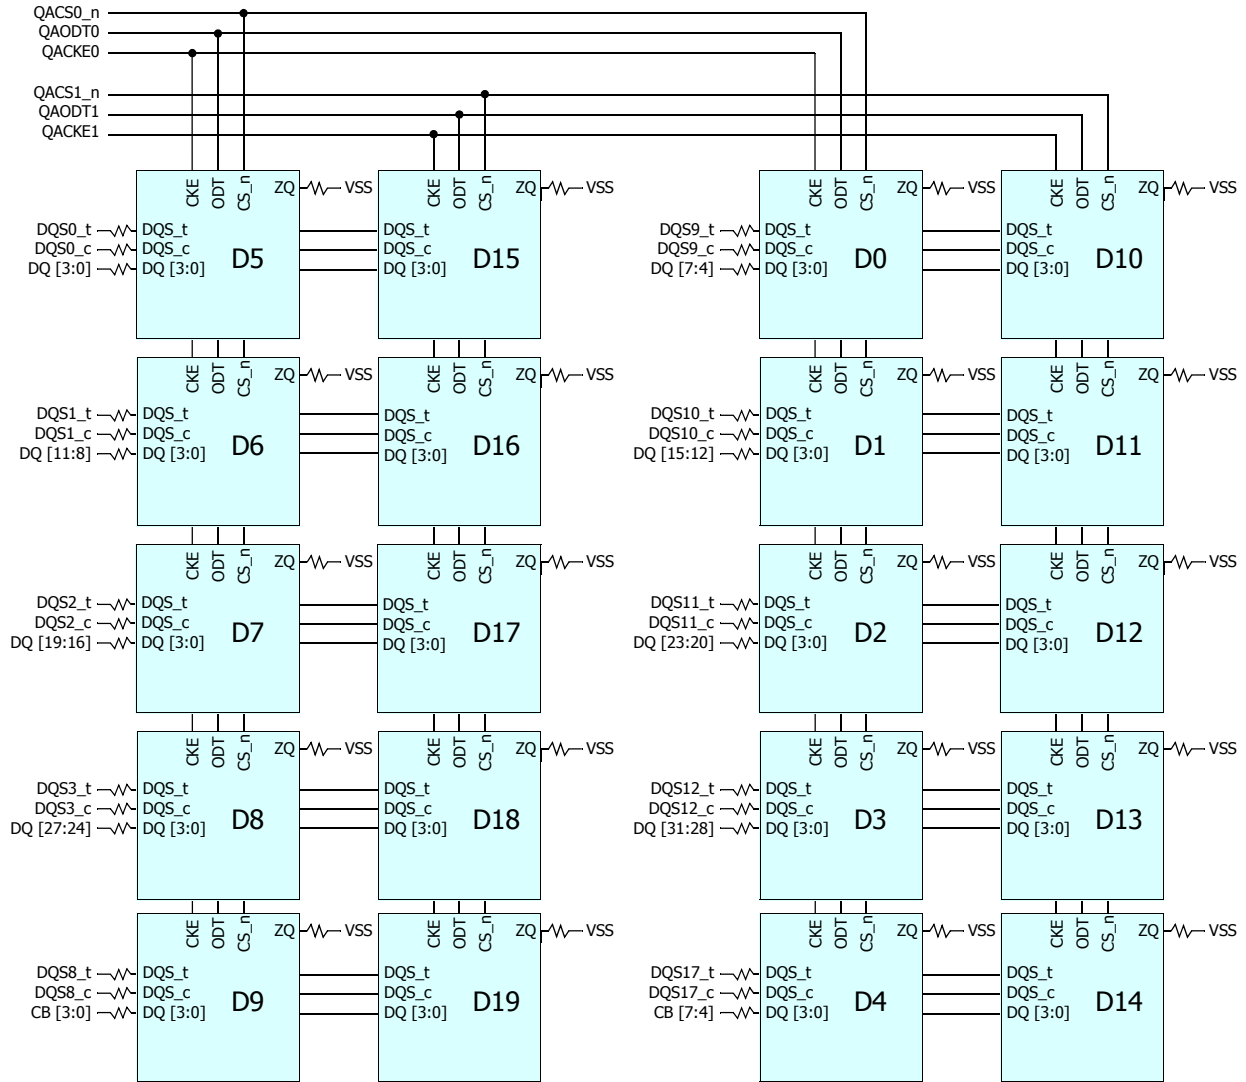 QACS0_n
QAODT0
QACKE0
QACS1_n
QAODT1
QACKE1
CKE ODT CS_n ZQ VSS CKE ODT CS_n ZQ VSS CKE ODT CS_n ZQ VSS CKE ODT CS_n ZQ VSS
DQS0_t DQS_t DQS_t DQS9_t DQS_t DQS_t
DQS0_c DQS_c D5 DQS_c D15 DQS9_c DQS_c D0 DQS_c D10
DQ [3:0] DQ [3:0] DQ [3:0] DQ [7:4] DQ [3:0] DQ [3:0]
CKE ODT CS_n ZQ VSS CKE ODT CS_n ZQ VSS CKE ODT CS_n ZQ VSS CKE ODT CS_n ZQ VSS
DQS1_t DQS_t DQS_t DQS10_t DQS_t DQS_t
DQS1_c DQS_c D6 DQS_c D16 DQS10_c DQS_c D1 DQS_c D11
DQ [11:8] DQ [3:0] DQ [3:0] DQ [15:12] DQ [3:0] DQ [3:0]
CKE ODT CS_n ZQ VSS CKE ODT CS_n ZQ VSS CKE ODT CS_n ZQ VSS CKE ODT CS_n ZQ VSS
DQS2_t DQS_t DQS_t DQS11_t DQS_t DQS_t
DQS2_c DQS_c D7 DQS_c D17 DQS11_c DQS_c D2 DQS_c D12
DQ [19:16] DQ [3:0] DQ [3:0] DQ [23:20] DQ [3:0] DQ [3:0]
CKE ODT CS_n ZQ VSS CKE ODT CS_n ZQ VSS CKE ODT CS_n ZQ VSS CKE ODT CS_n ZQ VSS
DQS3_t DQS_t DQS_t DQS12_t DQS_t DQS_t
DQS3_c DQS_c D8 DQS_c D18 DQS12_c DQS_c D3 DQS_c D13
DQ [27:24] DQ [3:0] DQ [3:0] DQ [31:28] DQ [3:0] DQ [3:0]
CKE ODT CS_n ZQ VSS CKE ODT CS_n ZQ VSS CKE ODT CS_n ZQ VSS CKE ODT CS_n ZQ VSS
DQS8_t DQS_t DQS_t DQS17_t DQS_t DQS_t
DQS8_c DQS_c D9 DQS_c D19 DQS17_c DQS_c D4 DQS_c D14
CB [3:0] DQ [3:0] DQ [3:0] CB [7:4] DQ [3:0] DQ [3:0]